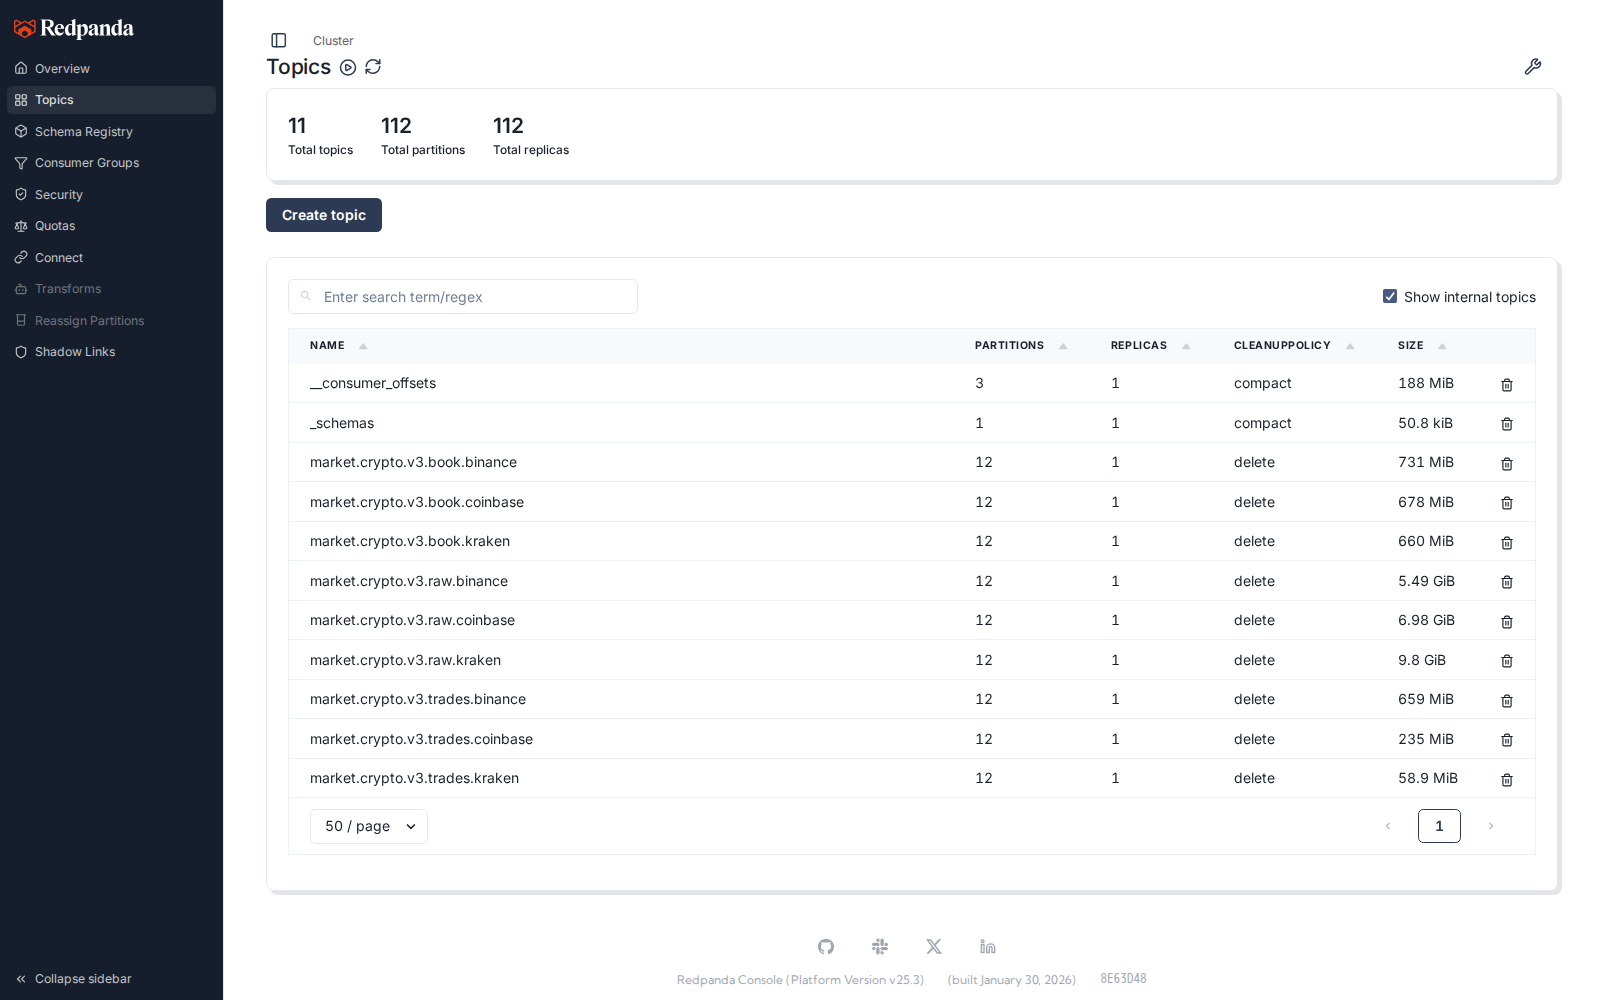 Redpanda
Overview
Topics
Schema Registry
Consumer Groups
Security
Quotas
Connect
Transforms
Reassign Partitions
Shadow Links
Collapse sidebar
Cluster
Topics
11 112 112
Total topics Total partitions Total replicas
Create topic
Enter search term/regex Show internal topics
NAME PARTITIONS REPLICAS CLEANUPPOLICY SIZE
__consumer_offsets 3 1 compact 188 MiB
_schemas 1 1 compact 50.8 kiB
market.crypto.v3.book.binance 12 1 delete 731 MiB
market.crypto.v3.book.coinbase 12 1 delete 678 MiB
market.crypto.v3.book.kraken 12 1 delete 660 MiB
market.crypto.v3.raw.binance 12 1 delete 5.49 GiB
market.crypto.v3.raw.coinbase 12 1 delete 6.98 GiB
market.crypto.v3.raw.kraken 12 1 delete 9.8 GiB
market.crypto.v3.trades.binance 12 1 delete 659 MiB
market.crypto.v3.trades.coinbase 12 1 delete 235 MiB
market.crypto.v3.trades.kraken 12 1 delete 58.9 MiB
50 / page 1
Redpanda Console (Platform Version v25.3) (built January 30, 2026) 8E63D48